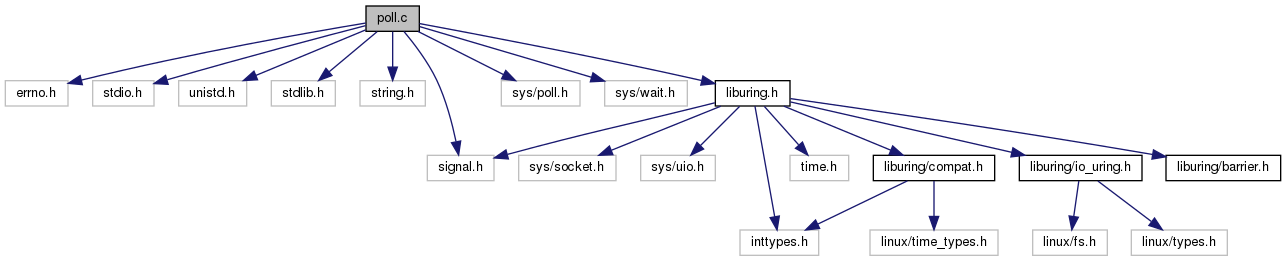 poll.c
errno.h
stdio.h
unistd.h
stdlib.h
string.h
sys/poll.h
sys/wait.h
liburing.h
signal.h
sys/socket.h
sys/uio.h
time.h
liburing/compat.h
liburing/io_uring.h
liburing/barrier.h
inttypes.h
linux/time_types.h
linux/fs.h
linux/types.h